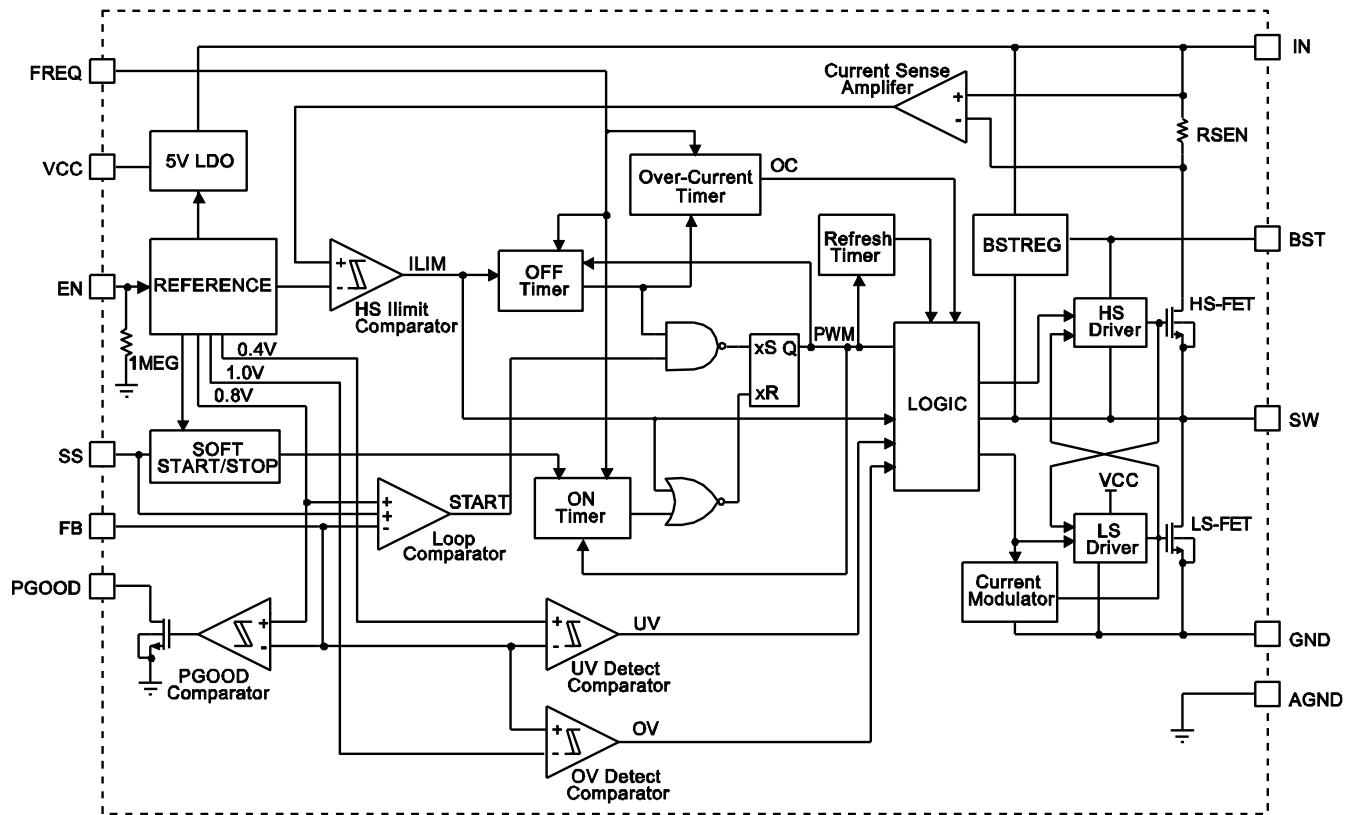 IN
FREQ
Current Sense
Amplifer
+
-
RSEN
VCC
5V LDO
Over-Current
Timer
OC
BST
BSTREG
Refresh
Timer
EN
REFERENCE
+
-
ILIM
HS Ilimit
Comparator
OFF
Timer
HS
Driver
HS-FET
1MEG
0.4V
1.0V
0.8V
xS Q
xR
PWM
LOGIC
SW
SS
SOFT
START/STOP
+
+
-
START
Loop
Comparator
ON
Timer
VCC
LS
Driver
LS-FET
FB
PGOOD
Current
Modulator
+
-
PGOOD
Comparator
+
-
UV
UV Detect
Comparator
GND
AGND
+
-
OV
OV Detect
Comparator